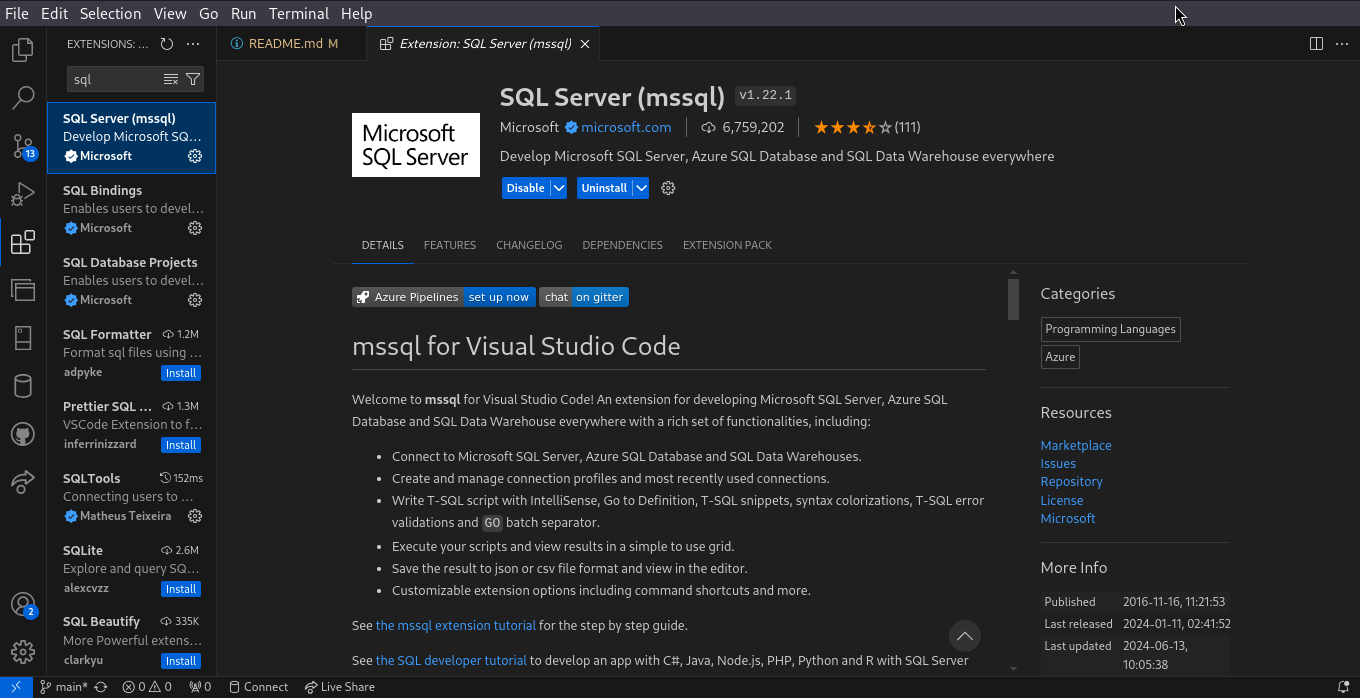 File Edit Selection View Go Run Terminal Help
EXTENSIONS: ...
README.md M
Extension: SQL Server (mssql)
sql
SQL Server (mssql)
Develop Microsoft SQ...
Microsoft
SQL Bindings
Enables users to devel...
Microsoft
SQL Database Projects
Enables users to devel...
Microsoft
SQL Formatter 1.2M
Format sql files using ...
adpyke Install
Prettier SQL ... 1.3M
VSCode Extension to f...
inferrinizzard Install
SQLTools 152ms
Connecting users to ...
Matheus Teixeira
SQLite 2.6M
Explore and query SQ...
alexcvzz Install
SQL Beautify 335K
More Powerful extens...
clarkyu Install
13
2
Microsoft
SQL Server
SQL Server (mssql) v1.22.1
Microsoft microsoft.com 6,759,202 (111)
Develop Microsoft SQL Server, Azure SQL Database and SQL Data Warehouse everywhere
Disable Uninstall
DETAILS FEATURES CHANGELOG DEPENDENCIES EXTENSION PACK
Azure Pipelines set up now chat on gitter
mssql for Visual Studio Code
Welcome to mssql for Visual Studio Code! An extension for developing Microsoft SQL Server, Azure SQL
Database and SQL Data Warehouse everywhere with a rich set of functionalities, including:
• Connect to Microsoft SQL Server, Azure SQL Database and SQL Data Warehouses.
• Create and manage connection profiles and most recently used connections.
• Write T-SQL script with IntelliSense, Go to Definition, T-SQL snippets, syntax colorizations, T-SQL error
validations and GO batch separator.
• Execute your scripts and view results in a simple to use grid.
• Save the result to json or csv file format and view in the editor.
• Customizable extension options including command shortcuts and more.
See the mssql extension tutorial for the step by step guide.
See the SQL developer tutorial to develop an app with C#, Java, Node.js, PHP, Python and R with SQL Server
Categories
Programming Languages
Azure
Resources
Marketplace
Issues
Repository
License
Microsoft
More Info
Published 2016-11-16, 11:21:53
Last released 2024-01-11, 02:41:52
Last updated 2024-06-13,
10:05:38
main* 0 0 0 Connect Live Share